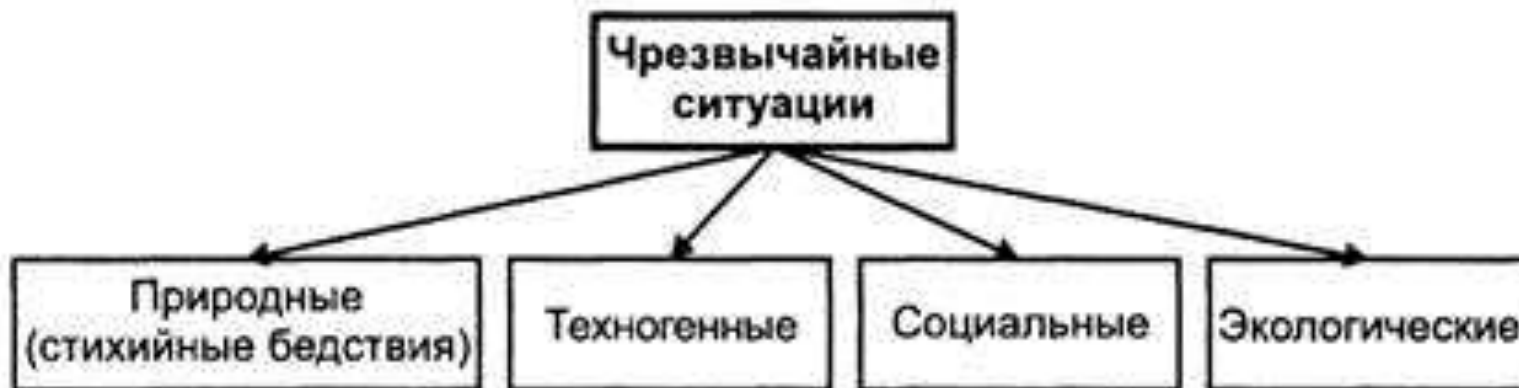 Чрезвычайные
ситуации
Природные
(стихийные бедствия)
Техногенные
Социальные
Экологические